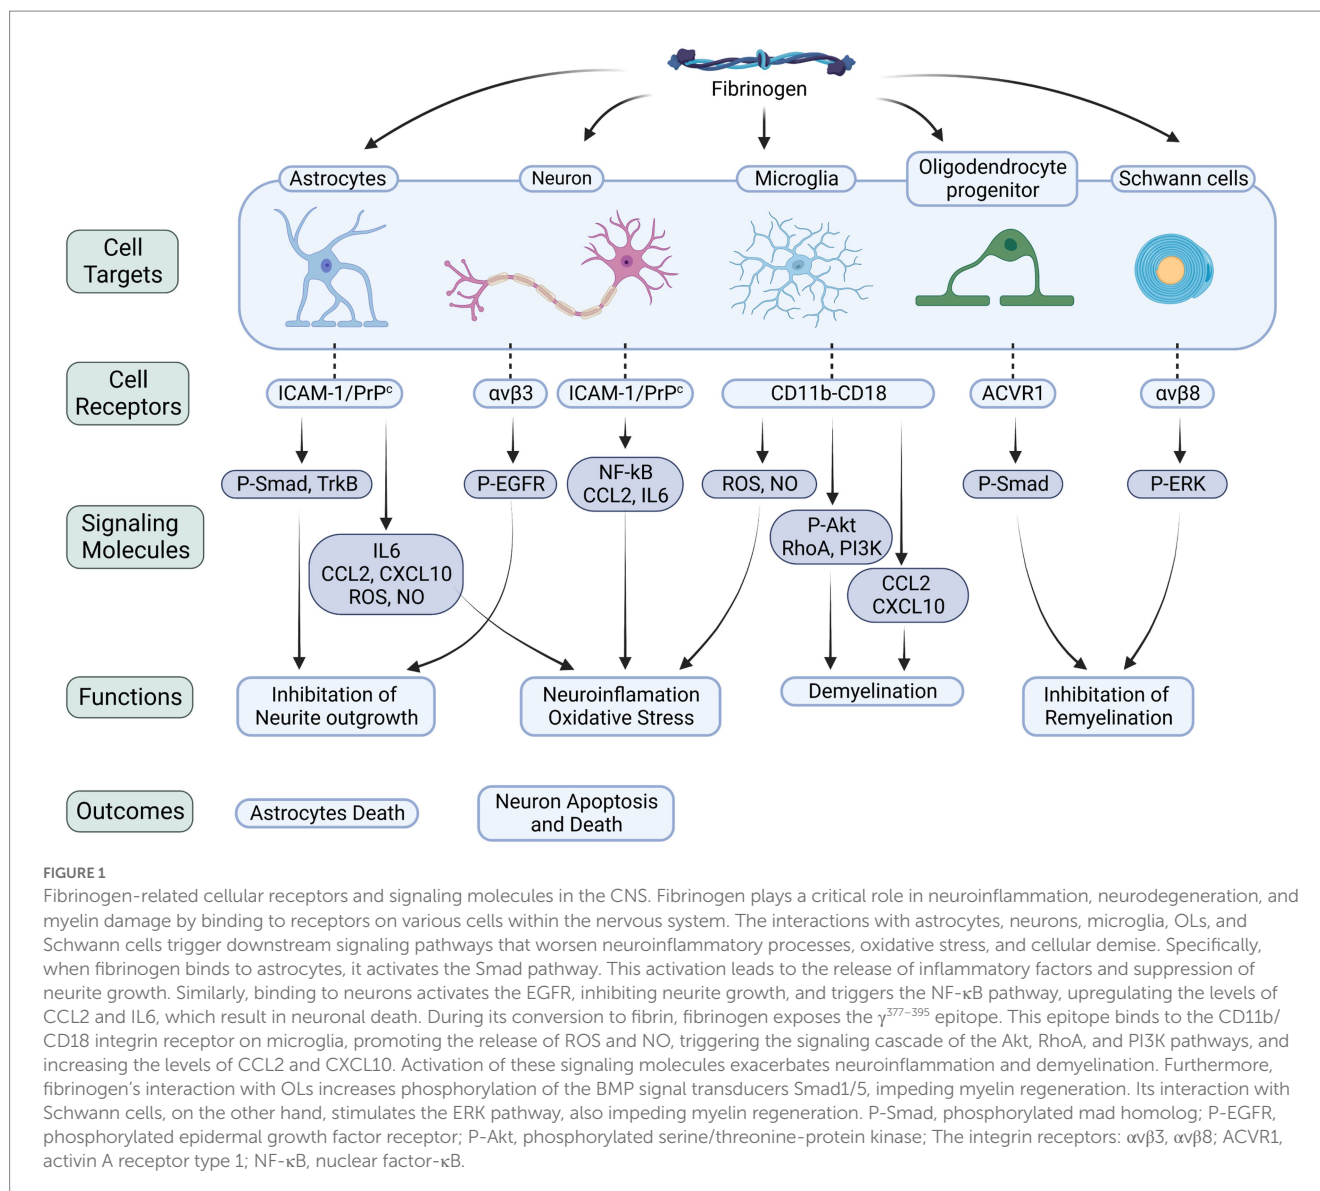 Fibrinogen
Astrocytes
Neuron
Microglia
Oligodendrocyte
progenitor
Schwann cells
Cell
Targets
Cell
Receptors
ICAM-1/PrPᶜ
αvβ3
ICAM-1/PrPᶜ
CD11b-CD18
ACVR1
αvβ8
Signaling
Molecules
P-Smad, TrkB
IL6
CCL2, CXCL10
ROS, NO
P-EGFR
NF-kB
CCL2, IL6
ROS, NO
P-Akt
RhoA, PI3K
CCL2
CXCL10
P-Smad
P-ERK
Functions
Inhibitation of
Neurite outgrowth
Neuroinflamation
Oxidative Stress
Demyelination
Inhibitation of
Remyelination
Outcomes
Astrocytes Death
Neuron Apoptosis
and Death
FIGURE 1
Fibrinogen-related cellular receptors and signaling molecules in the CNS. Fibrinogen plays a critical role in neuroinflammation, neurodegeneration, and
myelin damage by binding to receptors on various cells within the nervous system. The interactions with astrocytes, neurons, microglia, OLs, and
Schwann cells trigger downstream signaling pathways that worsen neuroinflammatory processes, oxidative stress, and cellular demise. Specifically,
when fibrinogen binds to astrocytes, it activates the Smad pathway. This activation leads to the release of inflammatory factors and suppression of
neurite growth. Similarly, binding to neurons activates the EGFR, inhibiting neurite growth, and triggers the NF-κB pathway, upregulating the levels of
CCL2 and IL6, which result in neuronal death. During its conversion to fibrin, fibrinogen exposes the γ³⁷⁷⁻³⁹⁵ epitope. This epitope binds to the CD11b/
CD18 integrin receptor on microglia, promoting the release of ROS and NO, triggering the signaling cascade of the Akt, RhoA, and PI3K pathways, and
increasing the levels of CCL2 and CXCL10. Activation of these signaling molecules exacerbates neuroinflammation and demyelination. Furthermore,
fibrinogen's interaction with OLs increases phosphorylation of the BMP signal transducers Smad1/5, impeding myelin regeneration. Its interaction with
Schwann cells, on the other hand, stimulates the ERK pathway, also impeding myelin regeneration. P-Smad, phosphorylated mad homolog; P-EGFR,
phosphorylated epidermal growth factor receptor; P-Akt, phosphorylated serine/threonine-protein kinase; The integrin receptors: αvβ3, αvβ8; ACVR1,
activin A receptor type 1; NF-κB, nuclear factor-κB.